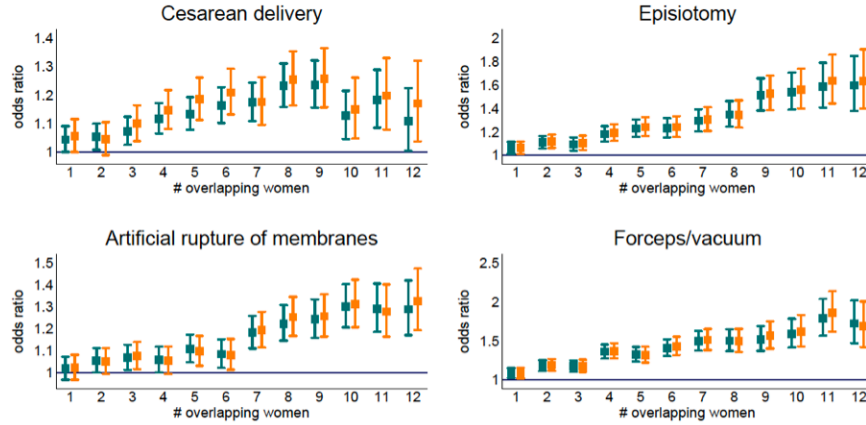 Cesarean delivery
odds ratio
1.4
1.3
1.2
1.1
1
1 2 3 4 5 6 7 8 9 10 11 12
# overlapping women
Episiotomy
odds ratio
2
1.8
1.6
1.4
1.2
1
1 2 3 4 5 6 7 8 9 10 11 12
# overlapping women
Artificial rupture of membranes
odds ratio
1.5
1.4
1.3
1.2
1.1
1
1 2 3 4 5 6 7 8 9 10 11 12
# overlapping women
Forceps/vacuum
odds ratio
2.5
2
1.5
1
1 2 3 4 5 6 7 8 9 10 11 12
# overlapping women